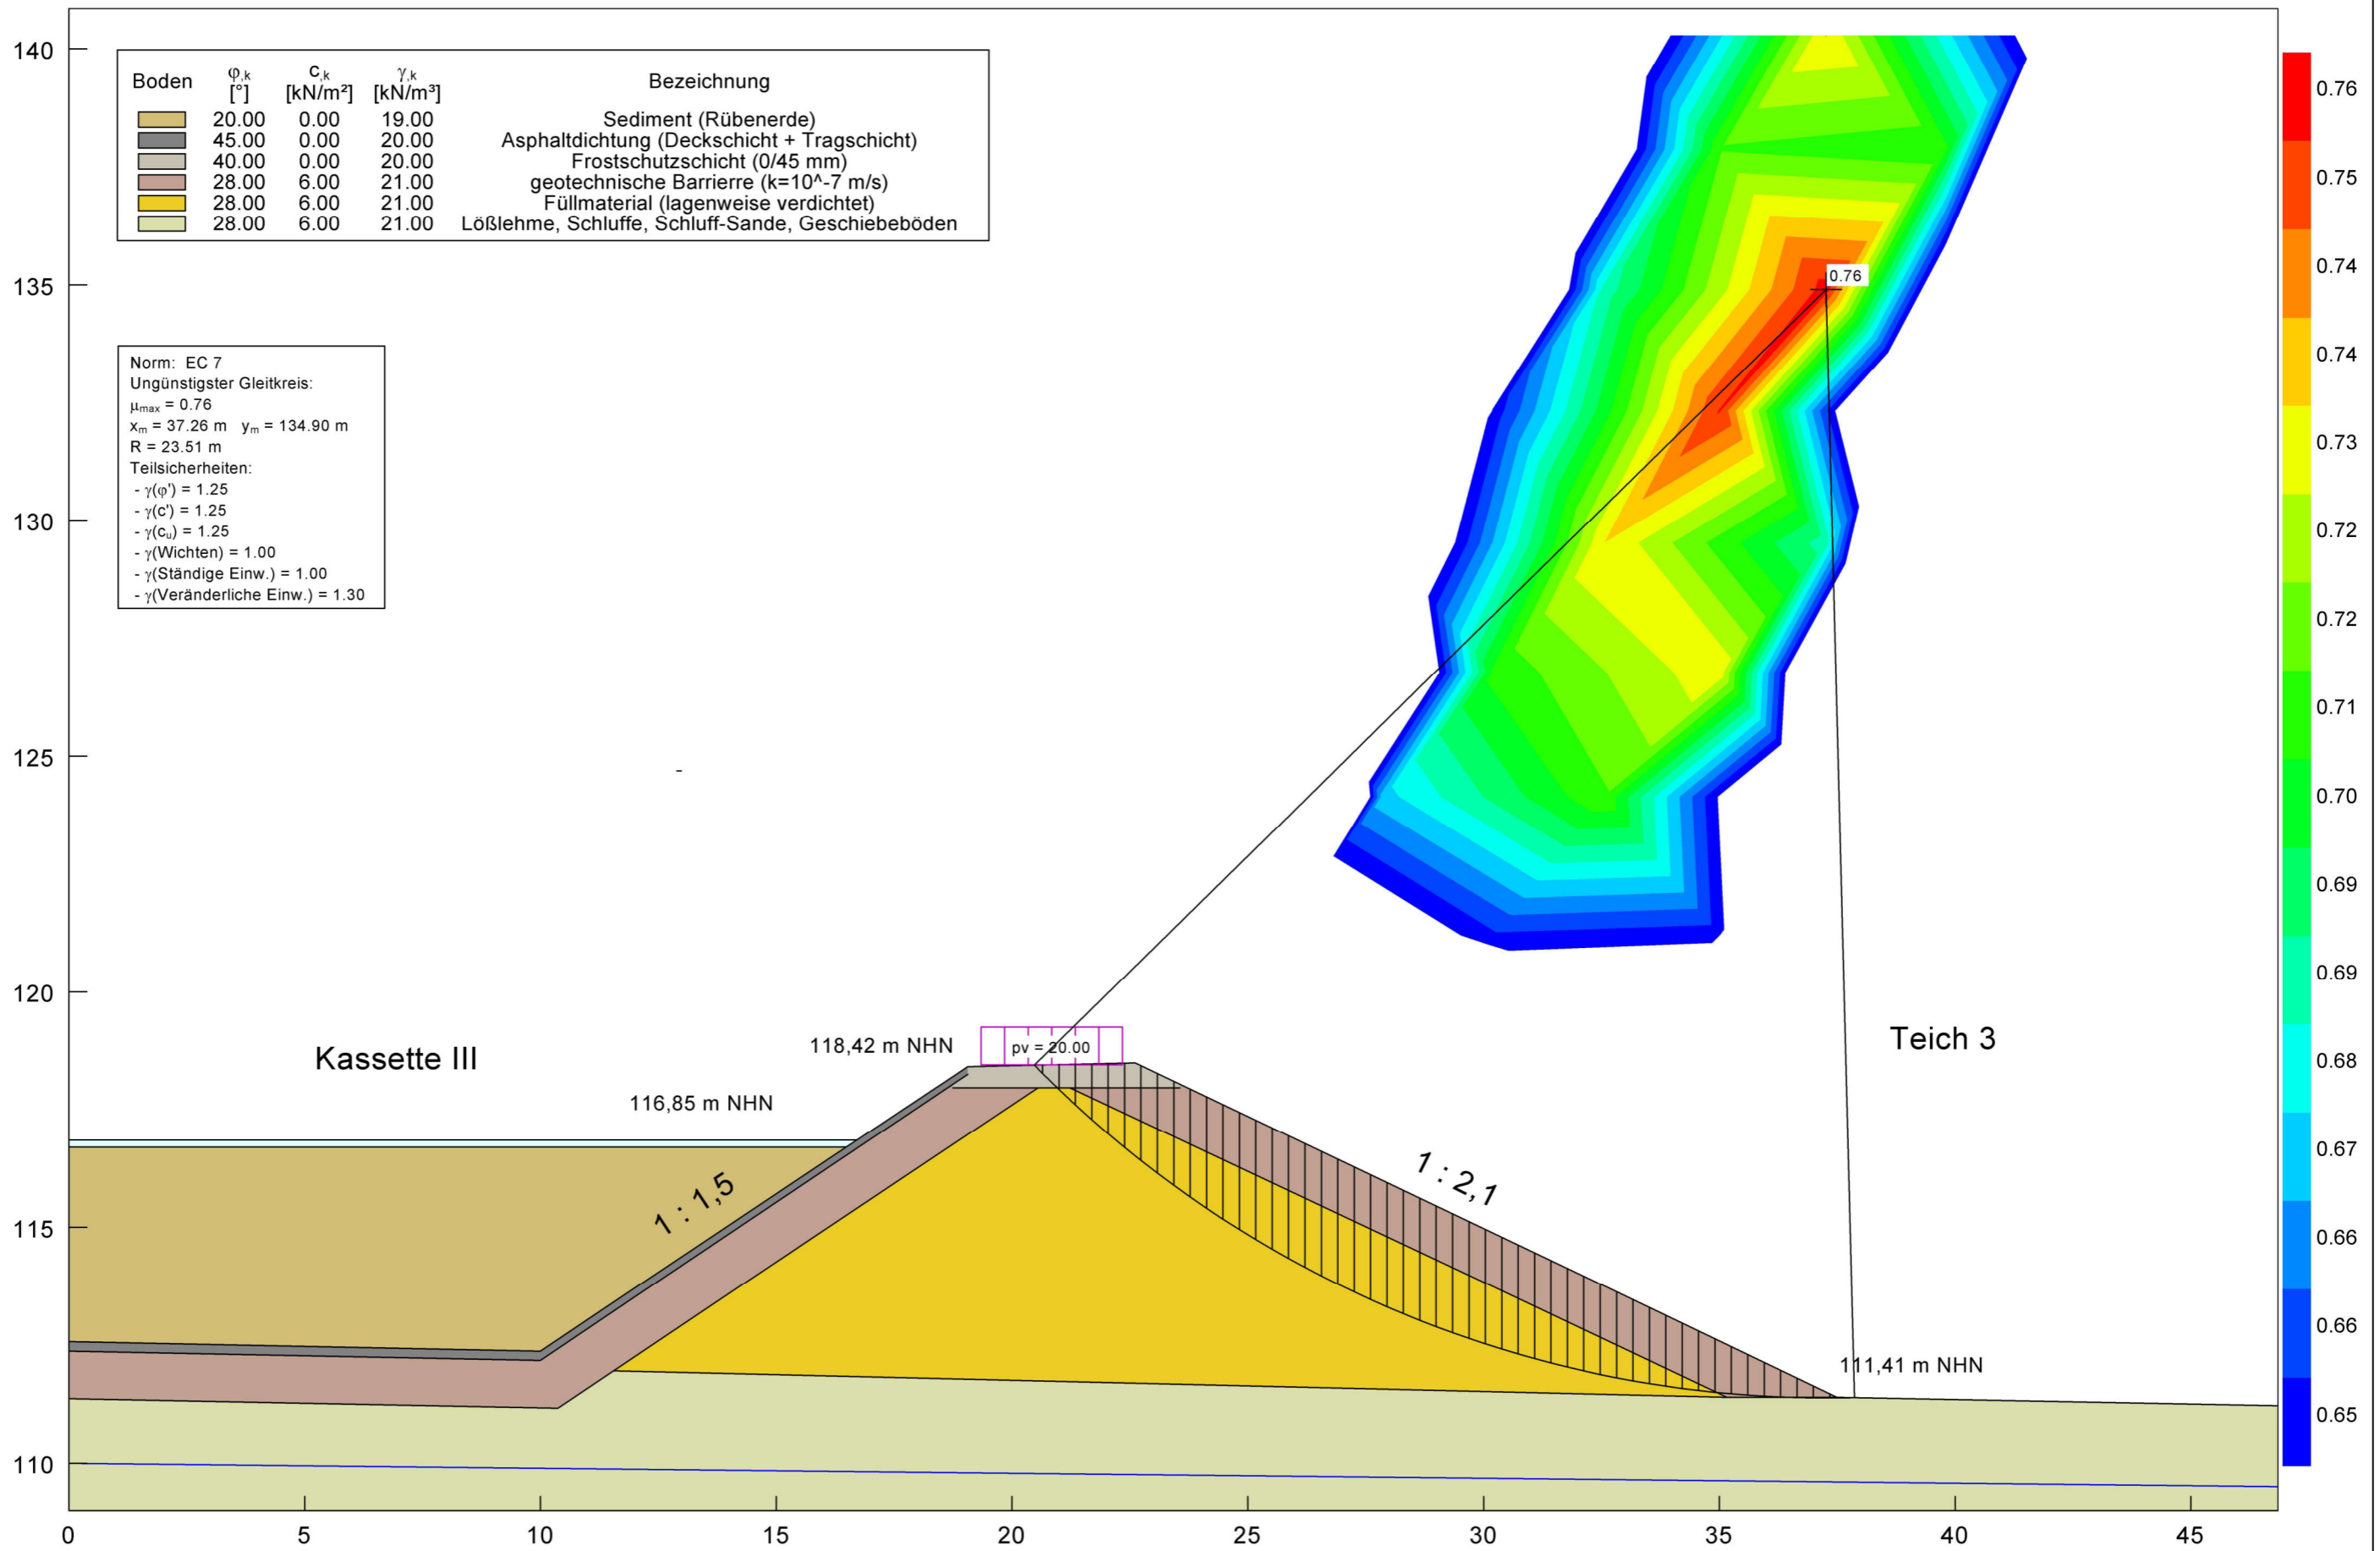 Boden φ,k [°] c,k [kN/m²] γ,k [kN/m³] Bezeichnung
20.00 0.00 19.00 Sediment (Rübenerde)
45.00 0.00 20.00 Asphaltdichtung (Deckschicht + Tragschicht)
40.00 0.00 20.00 Frostschutzschicht (0/45 mm)
28.00 6.00 21.00 geotechnische Barrierre (k=10^-7 m/s)
28.00 6.00 21.00 Füllmaterial (lagenweise verdichtet)
28.00 6.00 21.00 Lößlehme, Schluffe, Schluff-Sande, Geschiebeböden
Norm: EC 7
Ungünstigster Gleitkreis:
μmax = 0.76
xm = 37.26 m ym = 134.90 m
R = 23.51 m
Teilsicherheiten:
- γ(φ') = 1.25
- γ(c') = 1.25
- γ(cu) = 1.25
- γ(Wichten) = 1.00
- γ(Ständige Einw.) = 1.00
- γ(Veränderliche Einw.) = 1.30
140
135
130
125
120
115
110
0 5 10 15 20 25 30 35 40 45
0.76
-
Kassette III
118,42 m NHN
pv = 20.00
116,85 m NHN
1 : 1,5
1 : 2,1
Teich 3
111,41 m NHN
0.76
0.75
0.74
0.74
0.73
0.72
0.72
0.71
0.70
0.69
0.69
0.68
0.67
0.66
0.66
0.65